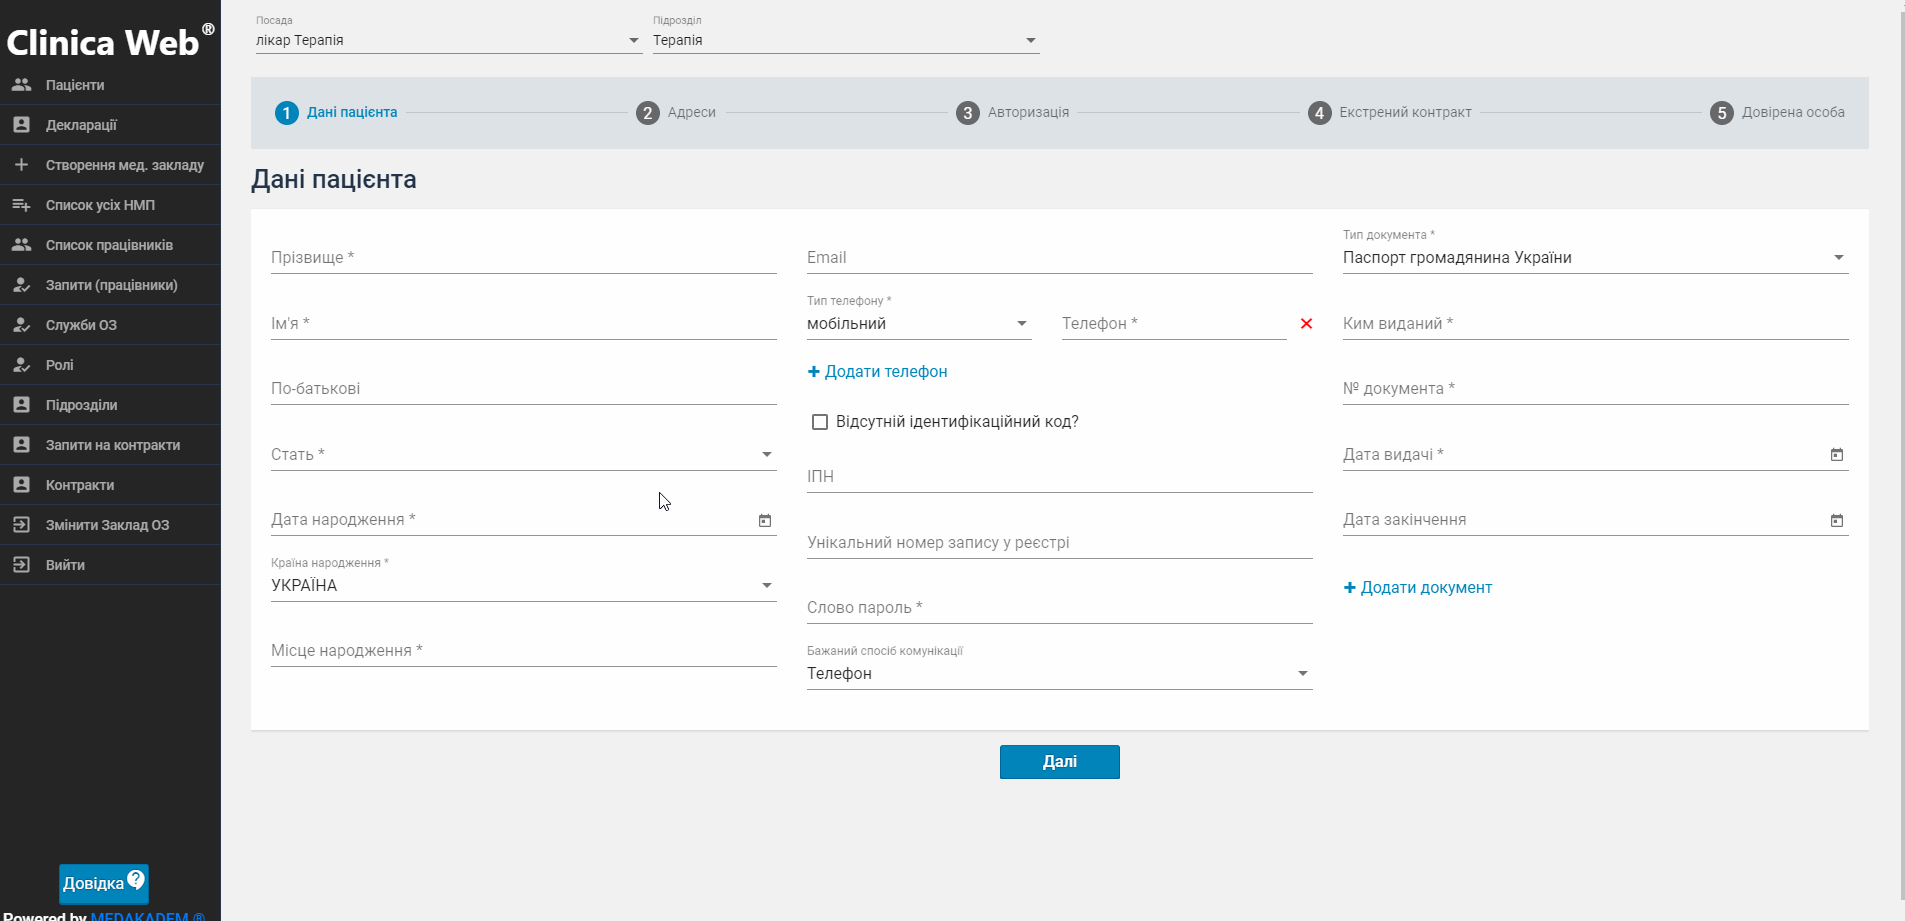 Clinica Web®
Пацієнти
Декларації
Створення мед. закладу
Список усіх НМП
Список працівників
Запити (працівники)
Служби ОЗ
Ролі
Підрозділи
Запити на контракти
Контракти
Змінити Заклад ОЗ
Вийти
Довідка ?
Powered by MEDAKADEM ®
Посада
лікар Терапія
Підрозділ
Терапія
1 Дані пацієнта
2 Адреси
3 Авторизація
4 Екстрений контракт
5 Довірена особа
Дані пацієнта
Прізвище *
Ім'я *
По-батькові
Стать *
Дата народження *
Країна народження *
УКРАЇНА
Місце народження *
Email
Тип телефону *
мобільний
Телефон *
+ Додати телефон
Відсутній ідентифікаційний код?
ІПН
Унікальний номер запису у реєстрі
Слово пароль *
Бажаний спосіб комунікації
Телефон
Тип документа *
Паспорт громадянина України
Ким виданий *
№ документа *
Дата видачі *
Дата закінчення
+ Додати документ
Далі